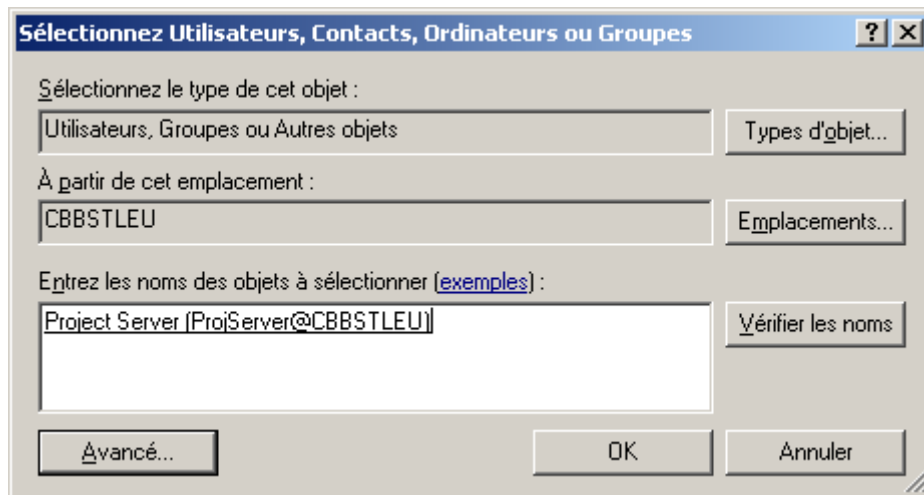 Sélectionnez Utilisateurs, Contacts, Ordinateurs ou Groupes
Sélectionnez le type de cet objet :
Utilisateurs, Groupes ou Autres objets
Types d'objet...
À partir de cet emplacement :
CBBSTLEU
Emplacements...
Entrez les noms des objets à sélectionner (exemples) :
Project Server (ProjServer@CBBSTLEU)
Vérifier les noms
Avancé...
OK
Annuler